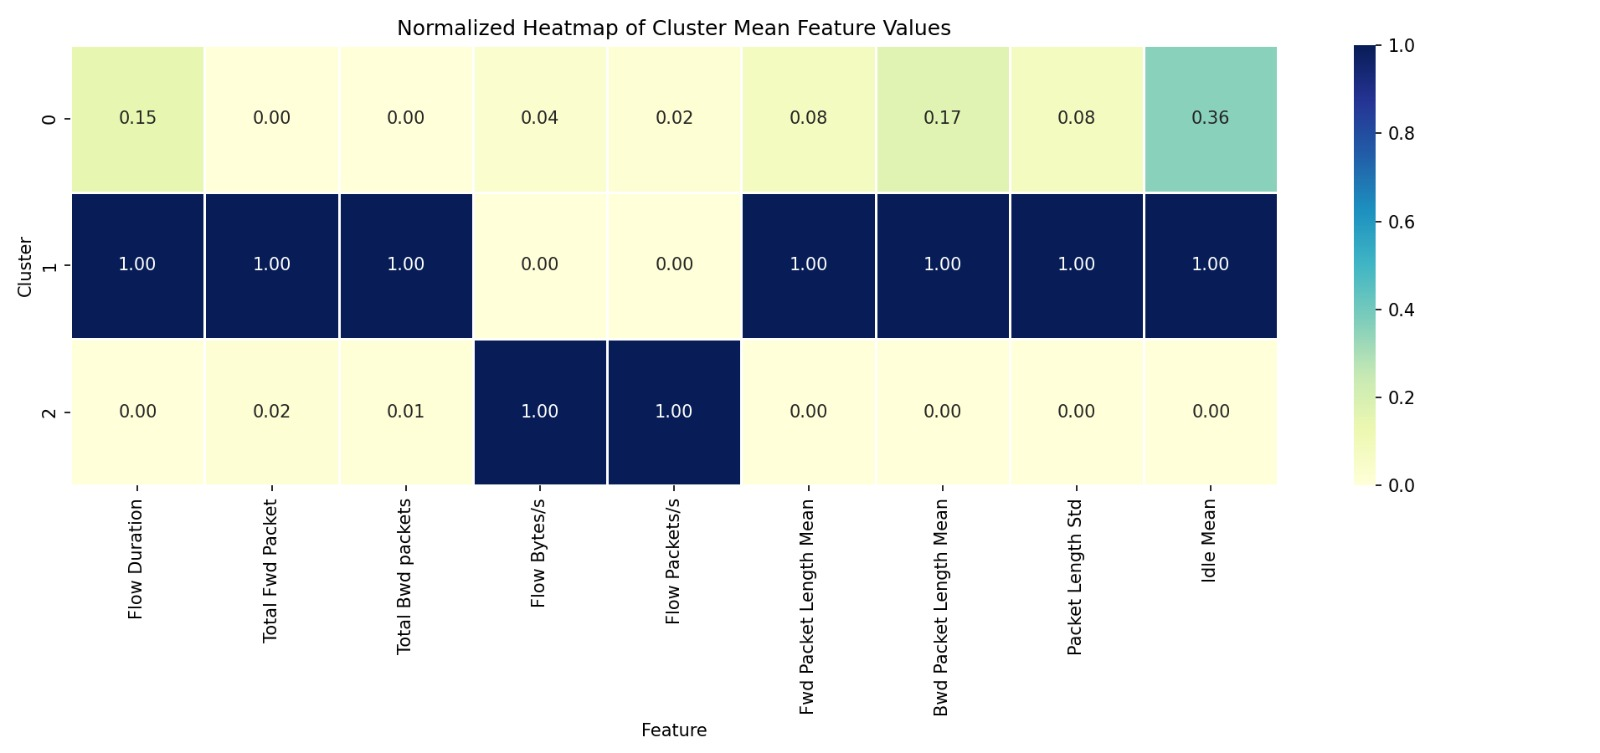 Normalized Heatmap of Cluster Mean Feature Values
Cluster
0 0.15 0.00 0.00 0.04 0.02 0.08 0.17 0.08 0.36
1 1.00 1.00 1.00 0.00 0.00 1.00 1.00 1.00 1.00
2 0.00 0.02 0.01 1.00 1.00 0.00 0.00 0.00 0.00
Flow Duration
Total Fwd Packet
Total Bwd packets
Flow Bytes/s
Flow Packets/s
Fwd Packet Length Mean
Bwd Packet Length Mean
Packet Length Std
Idle Mean
Feature
1.0
0.8
0.6
0.4
0.2
0.0